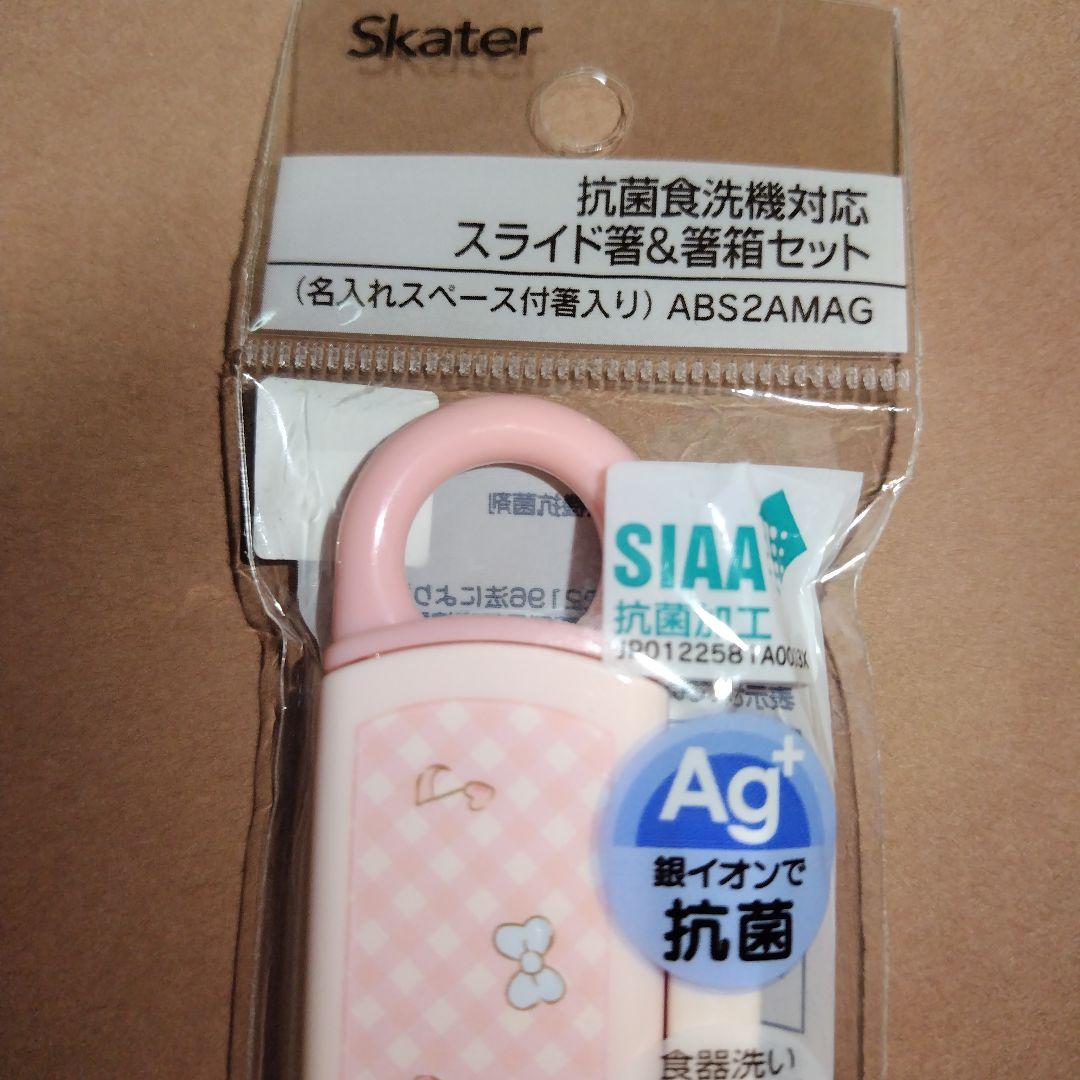 Skater
抗菌食洗機対応
スライド箸&箸箱セット
(名入れスペース付箸入り) ABS2AMAG
SIAA
抗菌加工
JP0122581A0013X
Ag+
銀イオンで
抗菌
食器洗い